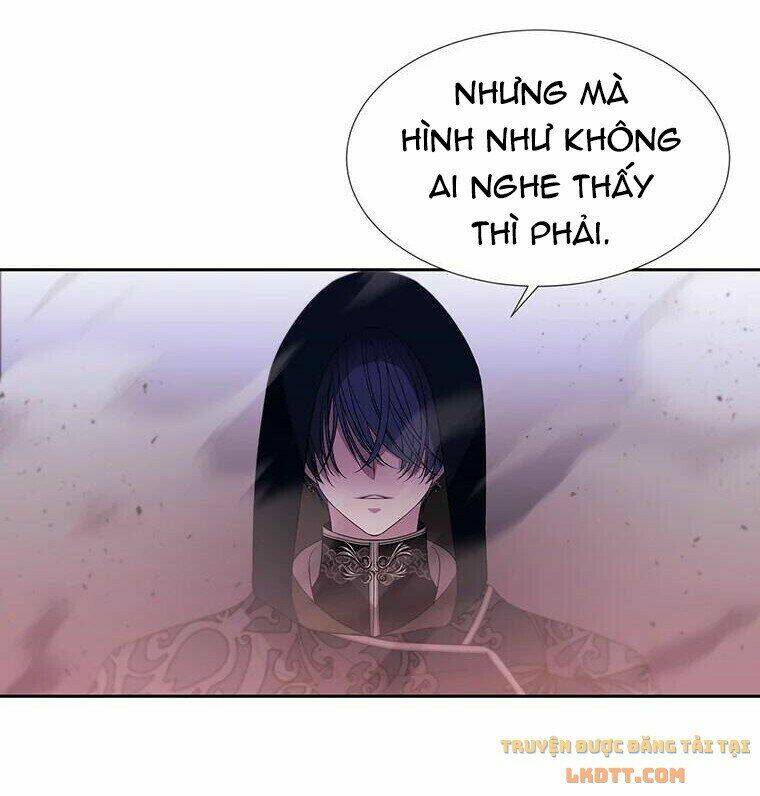 NHƯNG MÀ
HÌNH NHƯ KHÔNG
AI NGHE THẤY
THÌ PHẢI.
TRUYỆN ĐƯỢC ĐĂNG TẢI TẠI
LKDTT.COM